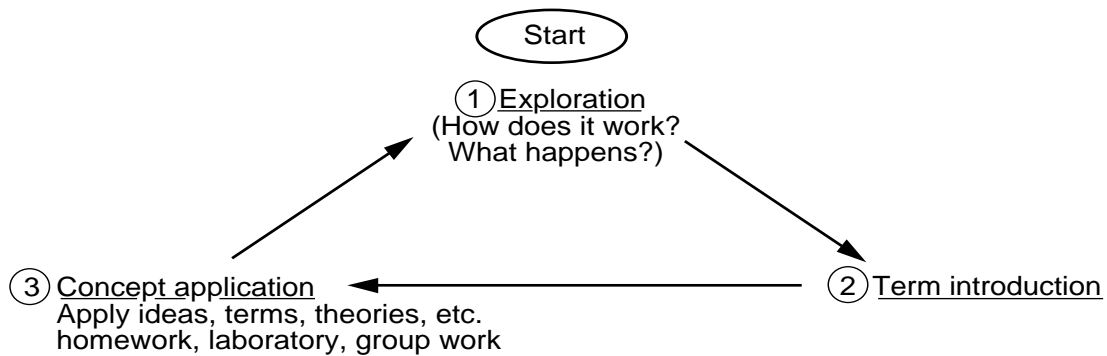 Start
1 Exploration
(How does it work?
What happens?)
3 Concept application
Apply ideas, terms, theories, etc.
homework, laboratory, group work
2 Term introduction